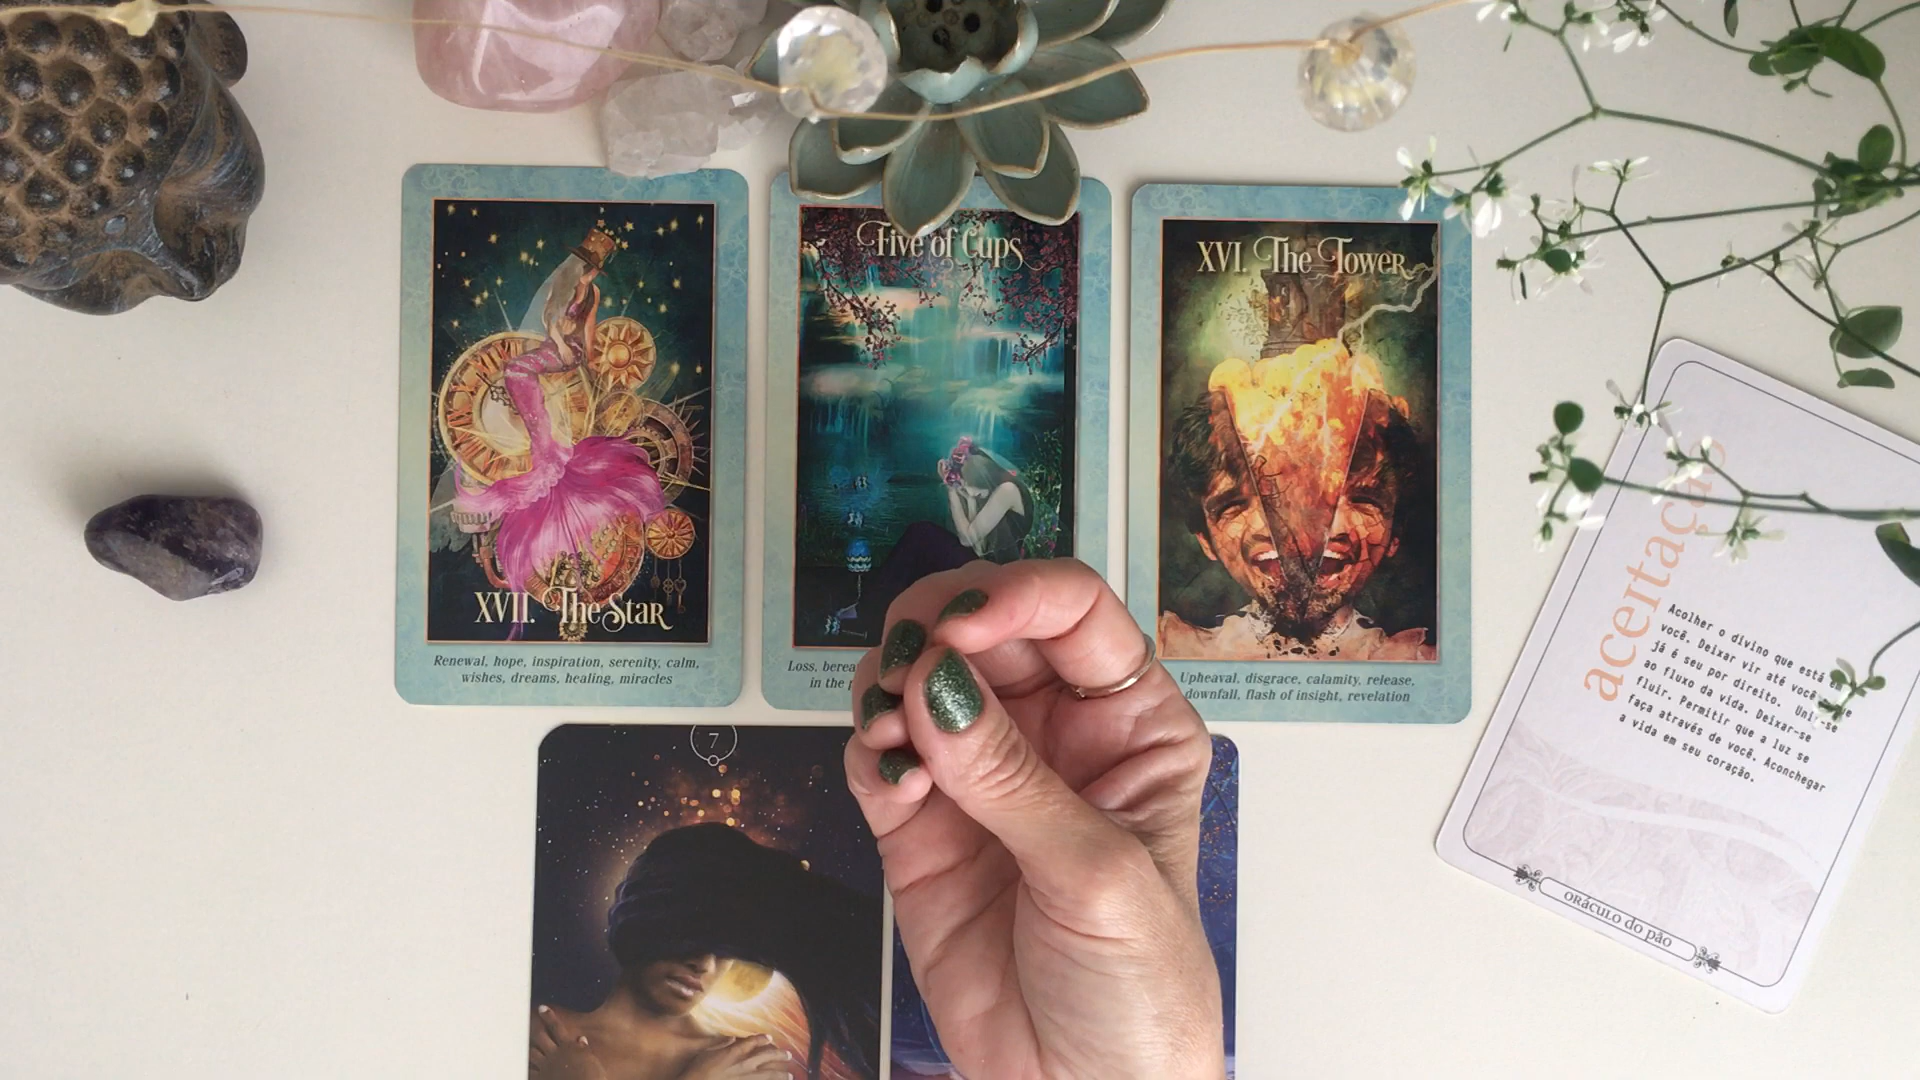 XVII. The Star
Renewal, hope, inspiration, serenity, calm,
wishes, dreams, healing, miracles
Five of Cups
Loss,
in the
XVI. The Tower
Upheaval, disgrace, calamity, release,
downfall, flash of insight, revelation
7
Acolher o divino que está em
você. Deixar vir até você o que
já é seu por direito. Unir-se
ao fluxo da vida. Deixar-se
fluir. Permitir que a luz se
faça através de você. Aconchegar
a vida em seu coração.
ORÁCULO do pão